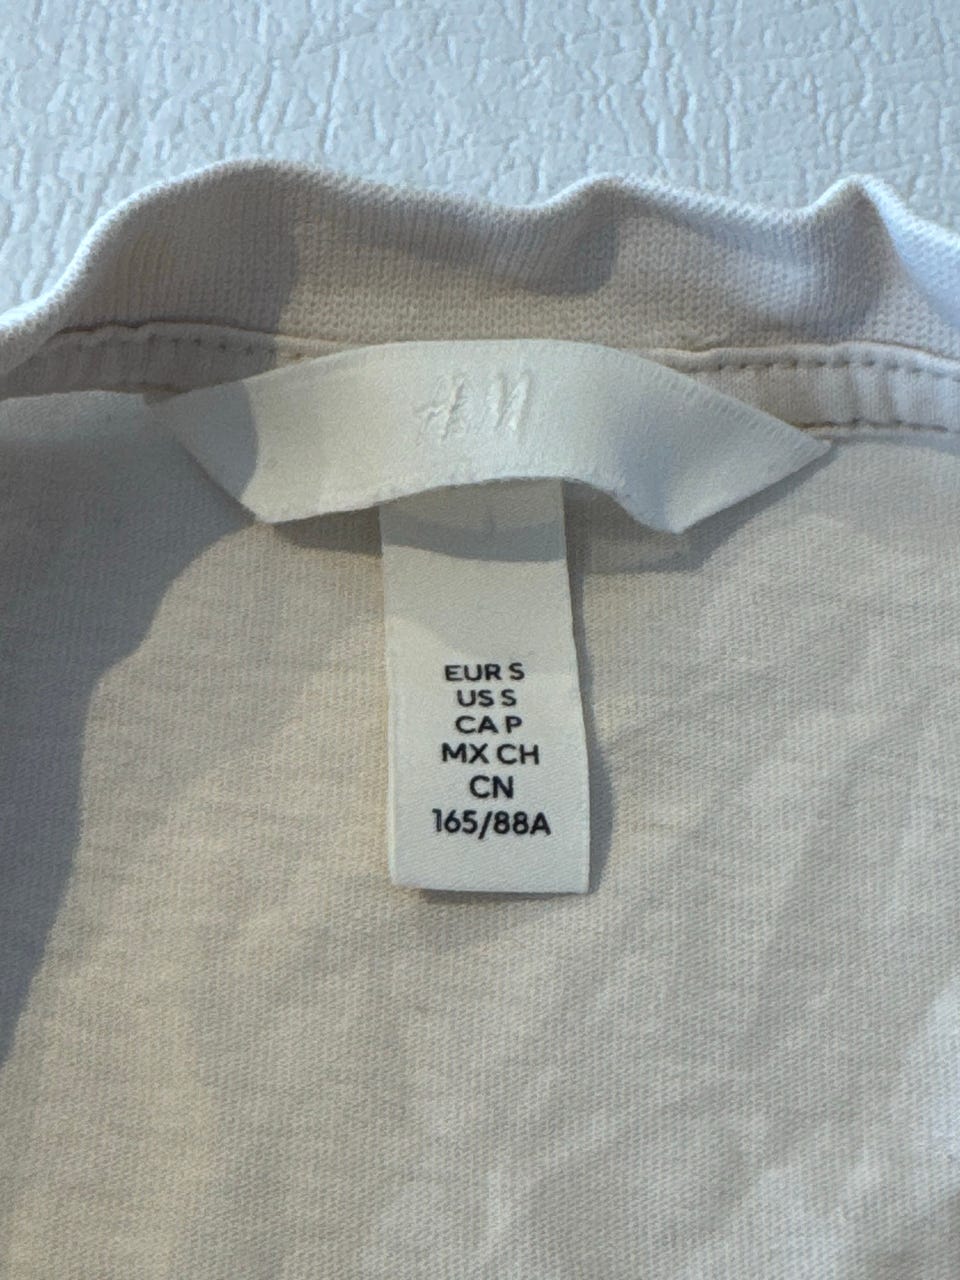 H&M
EUR S
US S
CA P
MX CH
CN
165/88A